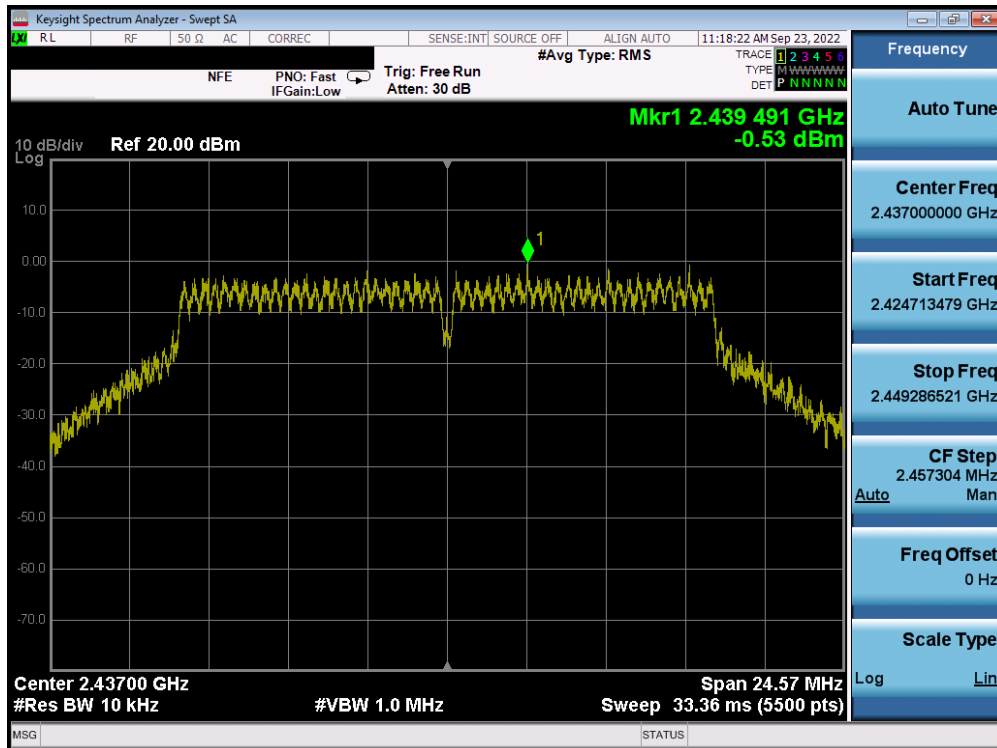 Keysight Spectrum Analyzer - Swept SA
LXI RL RF 50 Ω AC CORREC SENSE:INT SOURCE OFF ALIGN AUTO 11:18:22 AM Sep 23, 2022
#Avg Type: RMS TRACE 1 2 3 4 5 6
NFE PNO: Fast Trig: Free Run TYPE M W W W W W
IFGain:Low Atten: 30 dB DET P N N N N N
Mkr1 2.439 491 GHz
-0.53 dBm
10 dB/div Ref 20.00 dBm
Log
10.0
1
0.00
-10.0
-20.0
-30.0
-40.0
-50.0
-60.0
-70.0
Center 2.43700 GHz Span 24.57 MHz
#Res BW 10 kHz #VBW 1.0 MHz Sweep 33.36 ms (5500 pts)
MSG STATUS
Frequency
Auto Tune
Center Freq
2.437000000 GHz
Start Freq
2.424713479 GHz
Stop Freq
2.449286521 GHz
CF Step
2.457304 MHz
Auto Man
Freq Offset
0 Hz
Scale Type
Log Lin